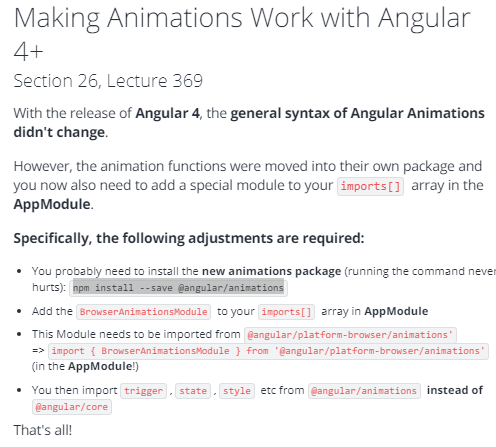 Making Animations Work with Angular
4+
Section 26, Lecture 369
With the release of Angular 4, the general syntax of Angular Animations
didn't change.
However, the animation functions were moved into their own package and
you now also need to add a special module to your imports[] array in the
AppModule.
Specifically, the following adjustments are required:
• You probably need to install the new animations package (running the command never
hurts): npm install --save @angular/animations
• Add the BrowserAnimationsModule to your imports[] array in AppModule
• This Module needs to be imported from @angular/platform-browser/animations'
=> import { BrowserAnimationsModule } from '@angular/platform-browser/animations'
(in the AppModule!)
• You then import trigger , state , style etc from @angular/animations instead of
@angular/core
That's all!